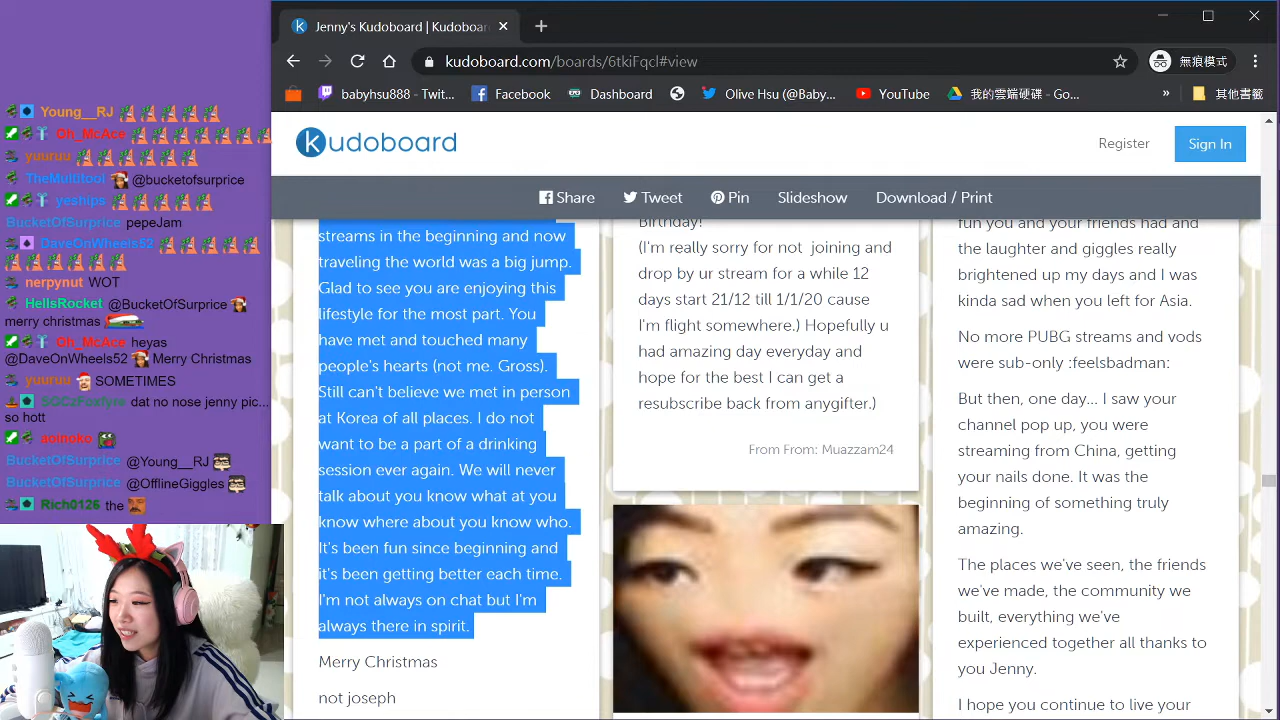 Young__RJ
Oh_McAce
yuuruu
TheMultitool @bucketofsurprice
yeships
BucketOfSurprice pepeJam
DaveOnWheels52
nerpynut WOT
HellsRocket @BucketOfSurprice
merry christmas
Oh_McAce heyas
@DaveOnWheels52 Merry Christmas
yuuruu SOMETIMES
SGCzFoxfyre dat no nose jenny pic...
so hott
aomoko
BucketOfSurprice @Young__RJ
BucketOfSurprice @OfflineGiggles
Rich0126 the
Jenny's Kudoboard | Kudoboar
kudoboard.com/boards/6tkiFqcl#view
無痕模式
babyhsu888 - Twit...
Facebook
Dashboard
Olive Hsu (@Baby...
YouTube
我的雲端硬碟 - Go...
»
其他書籤
kudoboard
Register
Sign In
Share
Tweet
Pin
Slideshow
Download / Print
streams in the beginning and now
traveling the world was a big jump.
Glad to see you are enjoying this
lifestyle for the most part. You
have met and touched many
people's hearts (not me. Gross).
Still can't believe we met in person
at Korea of all places. I do not
want to be a part of a drinking
session ever again. We will never
talk about you know what at you
know where about you know who.
It's been fun since beginning and
it's been getting better each time.
I'm not always on chat but I'm
always there in spirit.
Merry Christmas
not joseph
Birthday!
(I'm really sorry for not joining and
drop by ur stream for a while 12
days start 21/12 till 1/1/20 cause
I'm flight somewhere.) Hopefully u
had amazing day everyday and
hope for the best I can get a
resubscribe back from anygifter.)
From From: Muazzam24
fun you and your friends had and
the laughter and giggles really
brightened up my days and I was
kinda sad when you left for Asia.
No more PUBG streams and vods
were sub-only :feelsbadman:
But then, one day... I saw your
channel pop up, you were
streaming from China, getting
your nails done. It was the
beginning of something truly
amazing.
The places we've seen, the friends
we've made, the community we
built, everything we've
experienced together all thanks to
you Jenny.
I hope you continue to live your